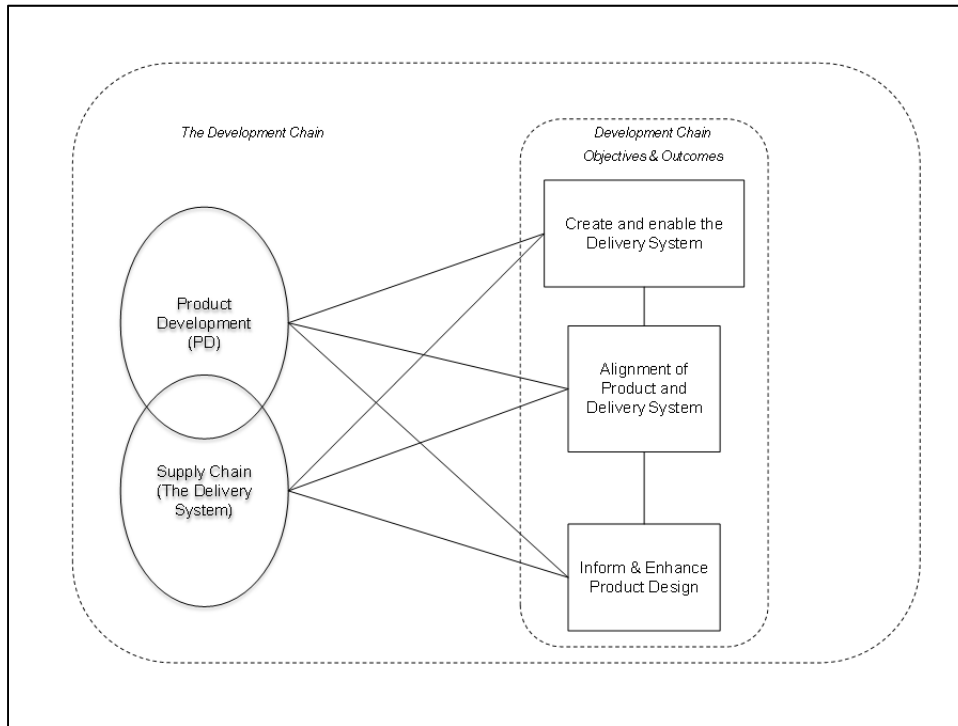 The Development Chain
Development Chain
Objectives & Outcomes
Create and enable the
Delivery System
Product
Development
(PD)
Alignment of
Product and
Delivery System
Supply Chain
(The Delivery
System)
Inform & Enhance
Product Design